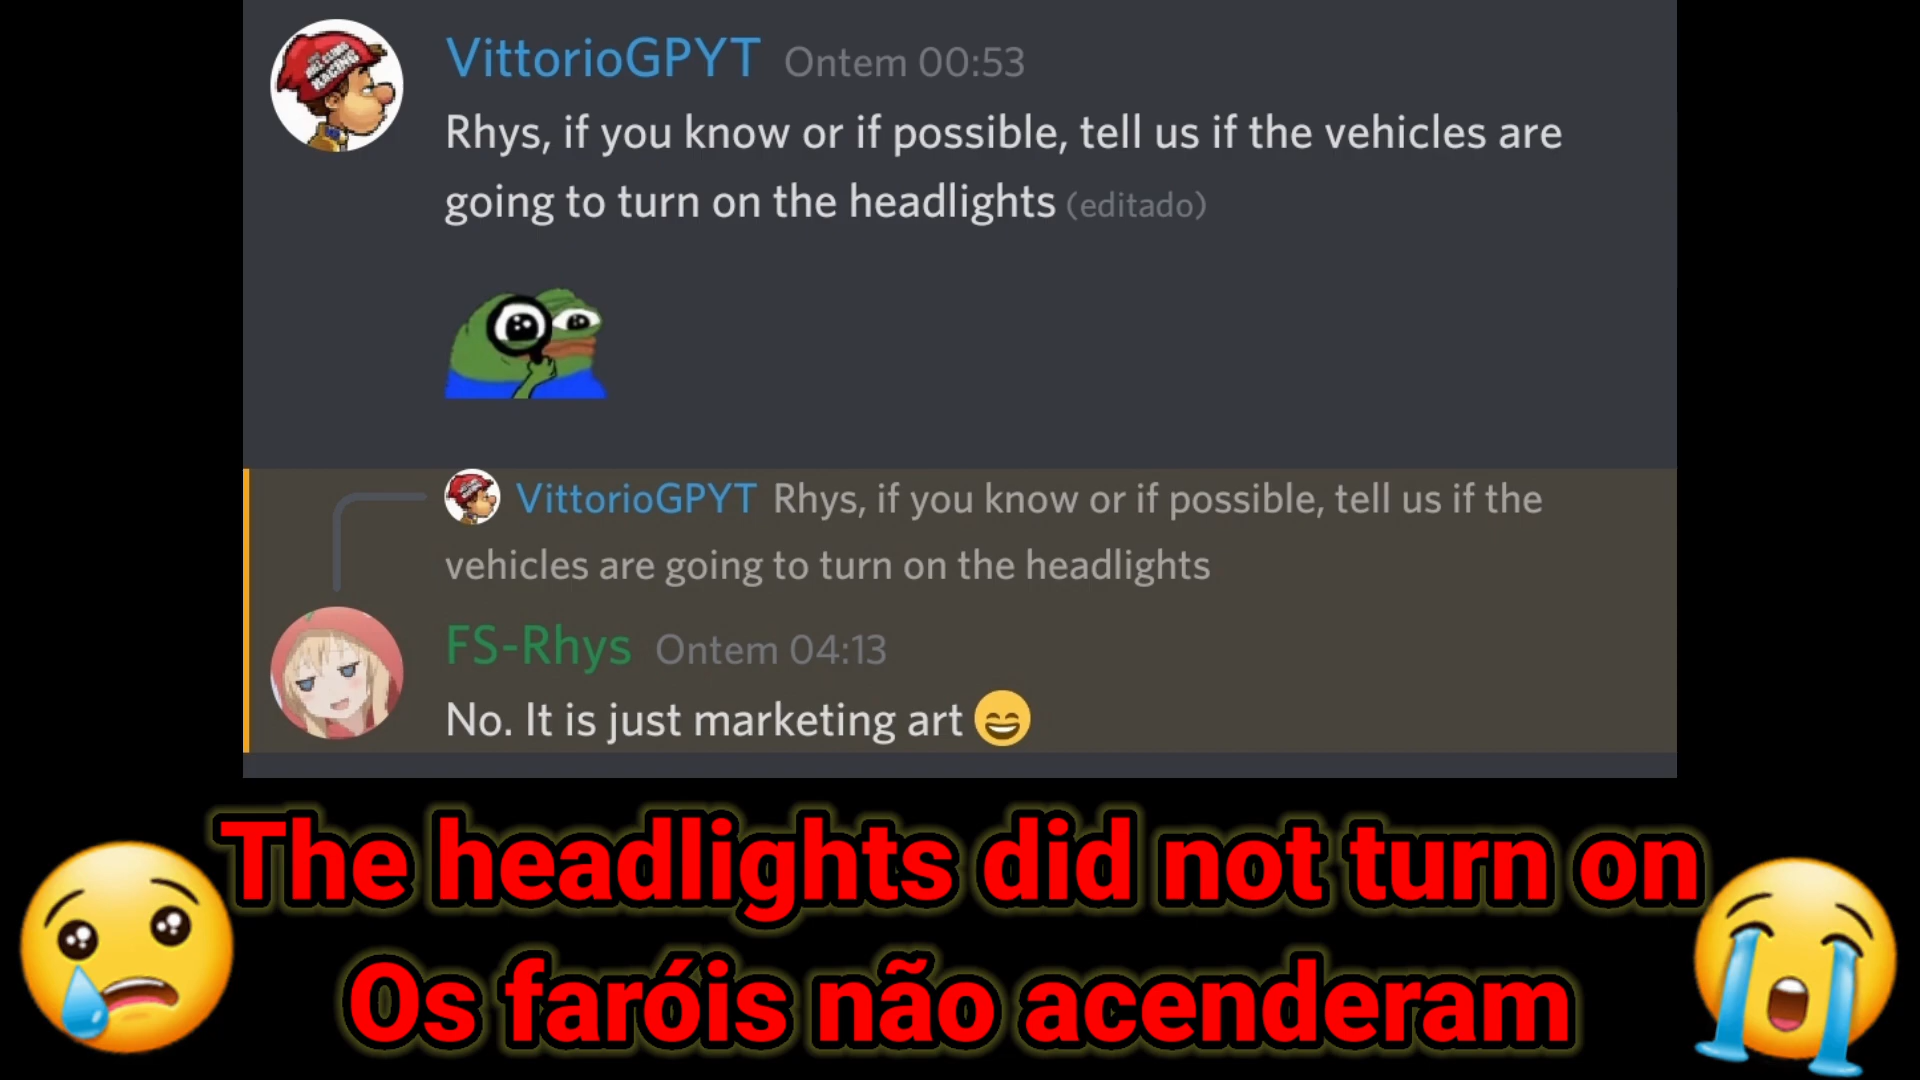 VittorioGPYT Ontem 00:53
Rhys, if you know or if possible, tell us if the vehicles are
going to turn on the headlights (editado)
VittorioGPYT Rhys, if you know or if possible, tell us if the
vehicles are going to turn on the headlights
FS-Rhys Ontem 04:13
No. It is just marketing art 😄
The headlights did not turn on
Os faróis não acenderam